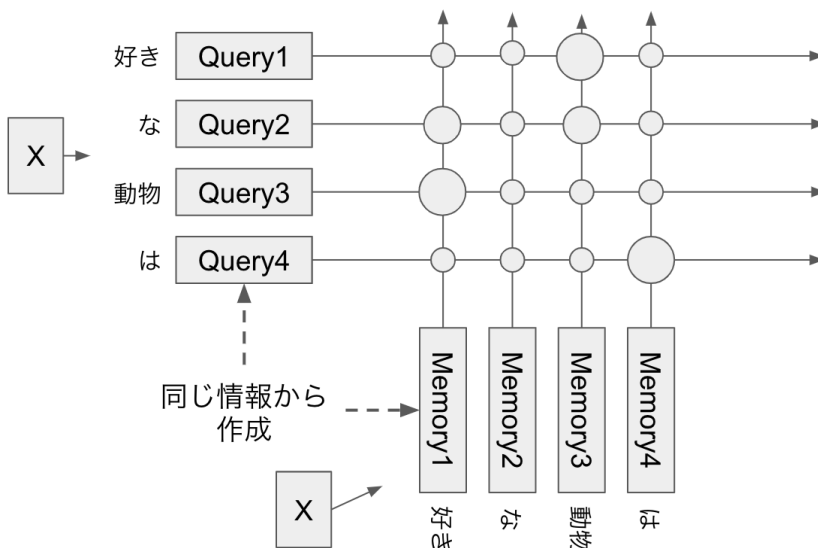 好き
Query1
な
Query2
X
動物
Query3
は
Query4
同じ情報から
作成
X
Memory1
Memory2
Memory3
Memory4
好き
な
動物
は